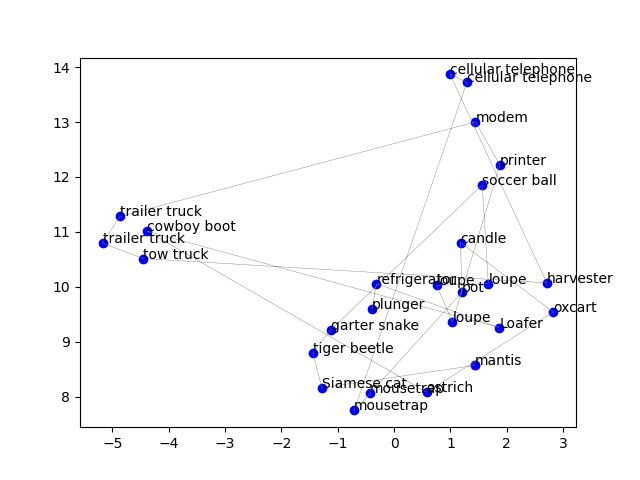 14
cellular telephone
cellular telephone
modem
13
printer
12
soccer ball
trailer truck
cowboy boot
11
trailer truck
candle
tow truck
refrigerator
loupe
loupe
harvester
pot
10
plunger
oxcart
loupe
Loafer
garter snake
9
tiger beetle
mantis
Siamese cat
mousetrap
ostrich
8
mousetrap
−5 −4 −3 −2 −1 0 1 2 3